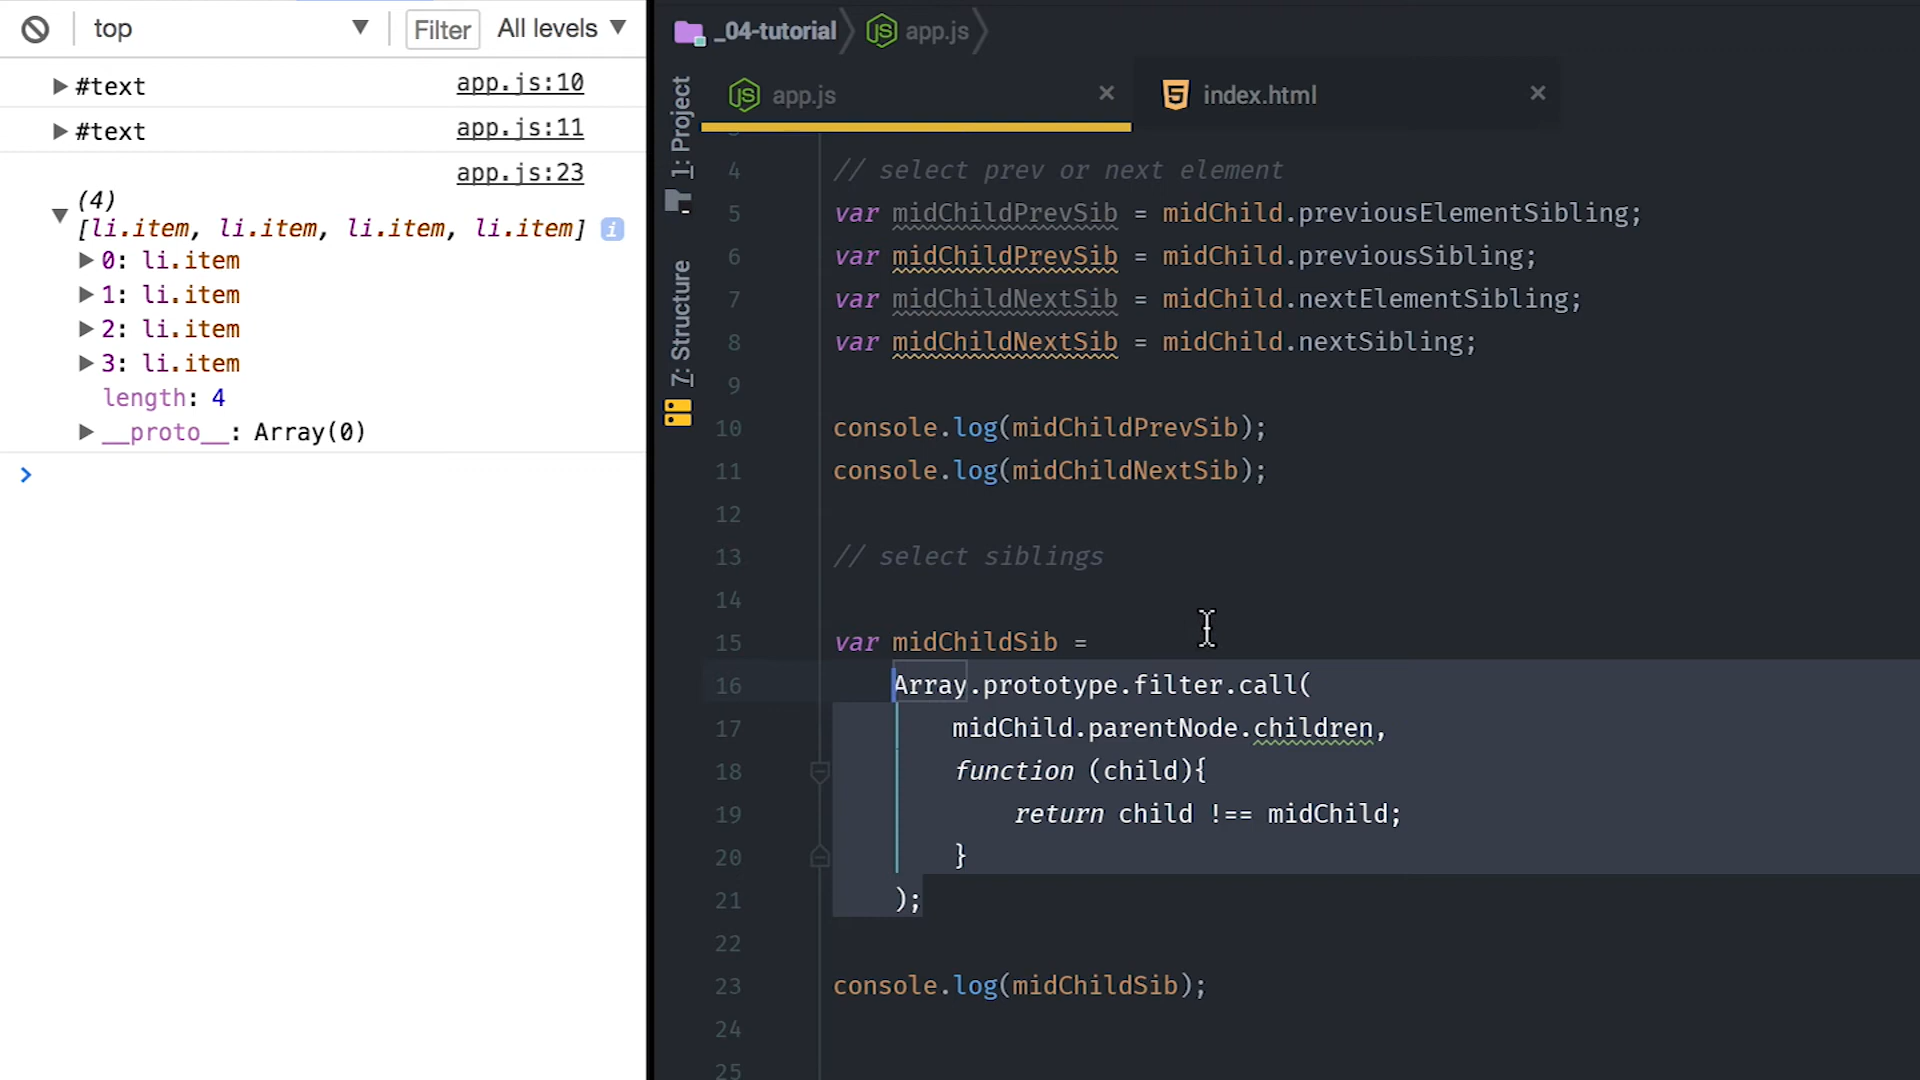 top
Filter
All levels
#text app.js:10
#text app.js:11
app.js:23
(4)
[li.item, li.item, li.item, li.item] i
0: li.item
1: li.item
2: li.item
3: li.item
length: 4
__proto__: Array(0)
>
_04-tutorial
app.js
app.js
index.html
1: Project
7: Structure
4 // select prev or next element
5 var midChildPrevSib = midChild.previousElementSibling;
6 var midChildPrevSib = midChild.previousSibling;
7 var midChildNextSib = midChild.nextElementSibling;
8 var midChildNextSib = midChild.nextSibling;
9
10 console.log(midChildPrevSib);
11 console.log(midChildNextSib);
12
13 // select siblings
14
15 var midChildSib =
16 Array.prototype.filter.call(
17 midChild.parentNode.children,
18 function (child){
19 return child !== midChild;
20 }
21 );
22
23 console.log(midChildSib);
24
25